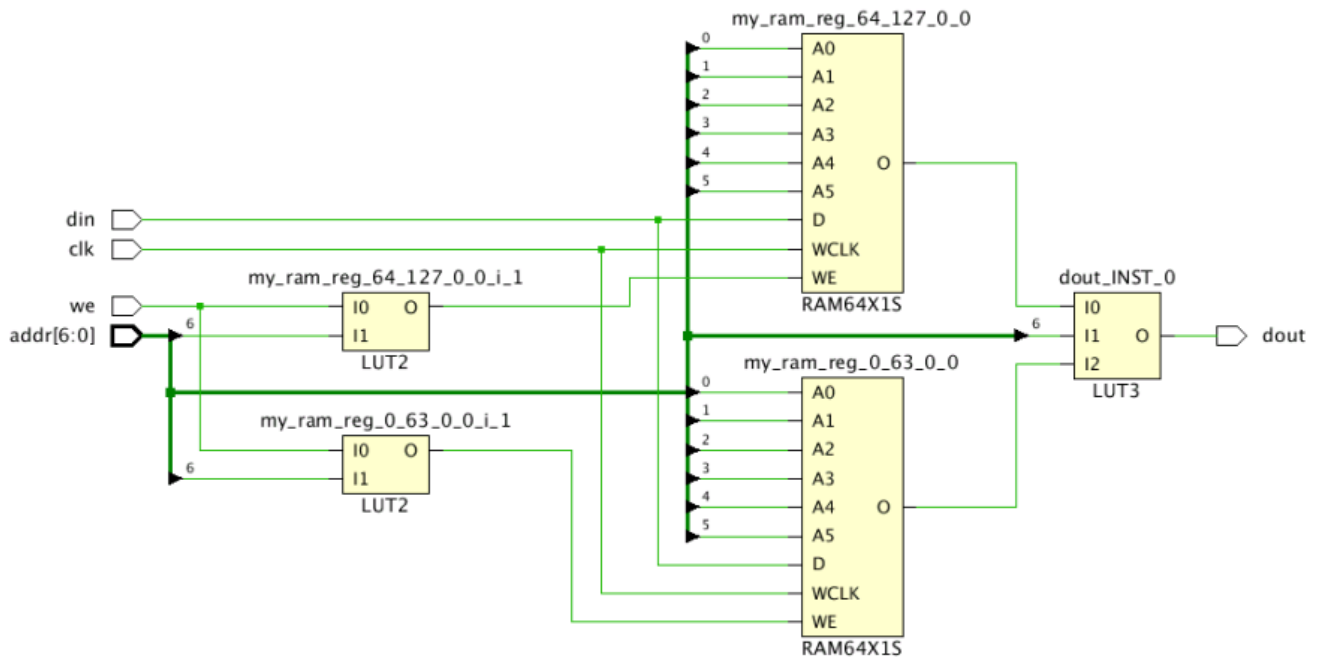 my_ram_reg_64_127_0_0
0
A0
1
A1
2
A2
3
A3
4
A4
O
5
A5
din
D
clk
WCLK
my_ram_reg_64_127_0_0_i_1
WE
dout_INST_0
RAM64X1S
we
I0
O
I0
addr[6:0]
6
I1
6
I1
O
dout
LUT2
my_ram_reg_0_63_0_0
I2
LUT3
0
A0
my_ram_reg_0_63_0_0_i_1
1
A1
I0
O
2
A2
6
I1
3
A3
LUT2
4
A4
O
5
A5
D
WCLK
WE
RAM64X1S